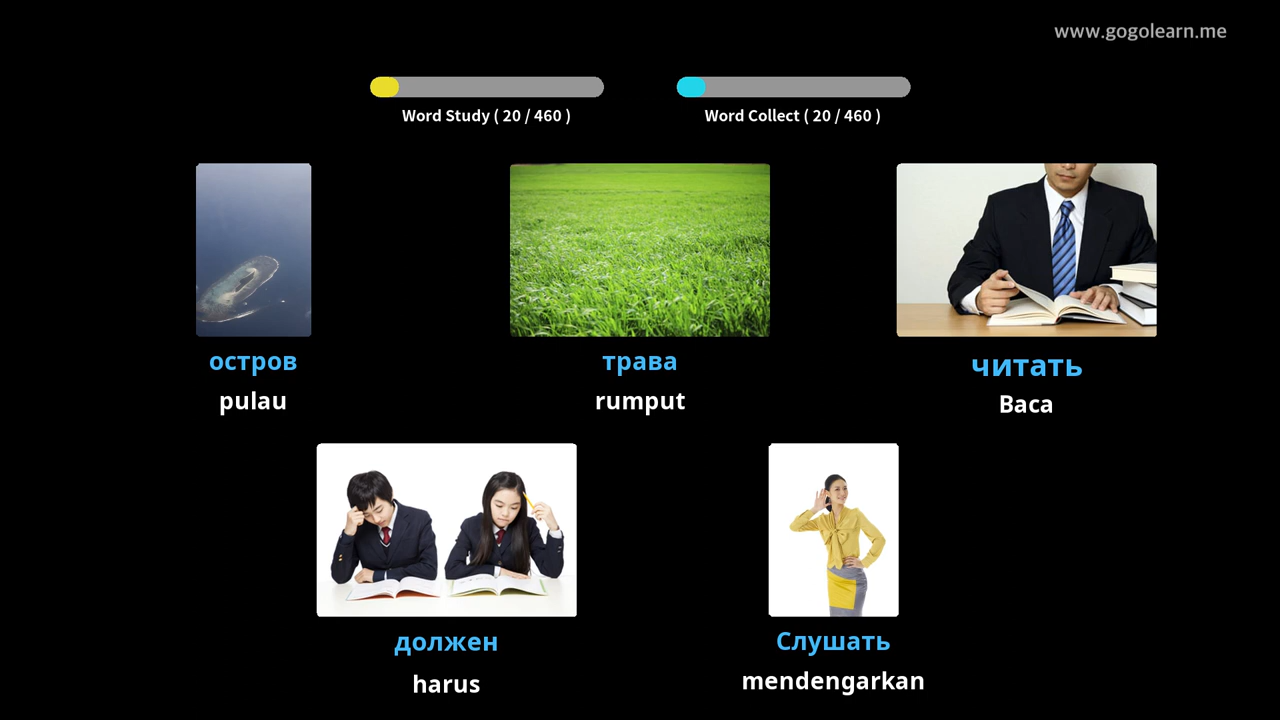 www.gogolearn.me
Word Study ( 20 / 460 )
Word Collect ( 20 / 460 )
остров
pulau
трава
rumput
читать
Baca
должен
harus
Слушать
mendengarkan